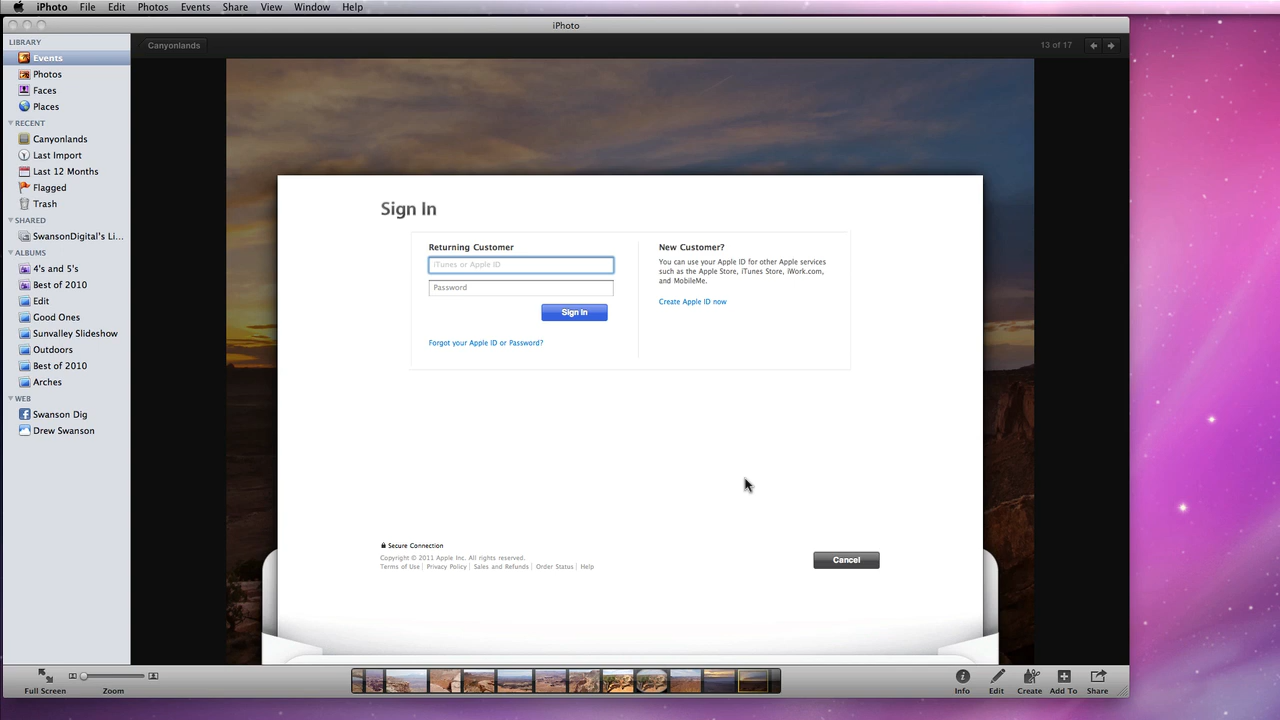 iPhoto File Edit Photos Events Share View Window Help
iPhoto
LIBRARY
Events
Photos
Faces
Places
RECENT
Canyonlands
Last Import
Last 12 Months
Flagged
Trash
SHARED
SwansonDigital's Li...
ALBUMS
4's and 5's
Best of 2010
Edit
Good Ones
Sunvalley Slideshow
Outdoors
Best of 2010
Arches
WEB
Swanson Dig
Drew Swanson
Canyonlands
13 of 17
Sign In
Returning Customer
iTunes or Apple ID
Password
Sign In
Forgot your Apple ID or Password?
New Customer?
You can use your Apple ID for other Apple services
such as the Apple Store, iTunes Store, iWork.com,
and MobileMe.
Create Apple ID now
Secure Connection
Copyright © 2011 Apple Inc. All rights reserved.
Terms of Use | Privacy Policy | Sales and Refunds | Order Status | Help
Cancel
Full Screen
Zoom
Info
Edit
Create
Add To
Share